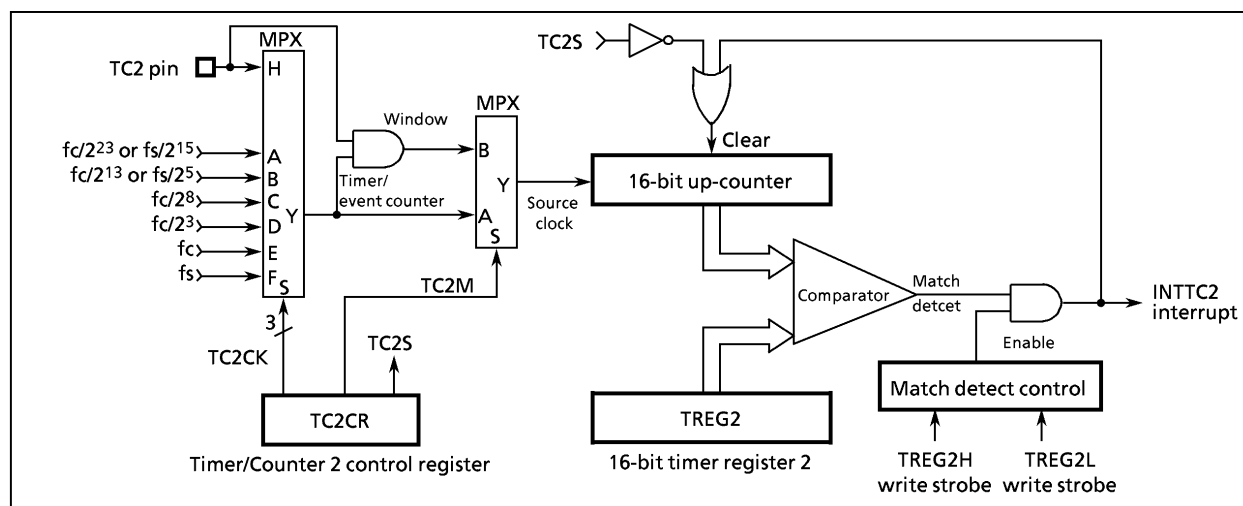 MPX
TC2 pin
H
fc/2²³ or fs/2¹⁵
A
fc/2¹³ or fs/2⁵
B
fc/2⁸
C
fc/2³
D
fc
E
fs
F
Y
S
3
TC2CK
Window
Timer/
event counter
MPX
B
Y
A
S
TC2M
TC2S
TC2CR
Timer/Counter 2 control register
Source
clock
TC2S
Clear
16-bit up-counter
Comparator
Match
detcet
Enable
INTTC2
interrupt
TREG2
16-bit timer register 2
Match detect control
TREG2H
write strobe
TREG2L
write strobe